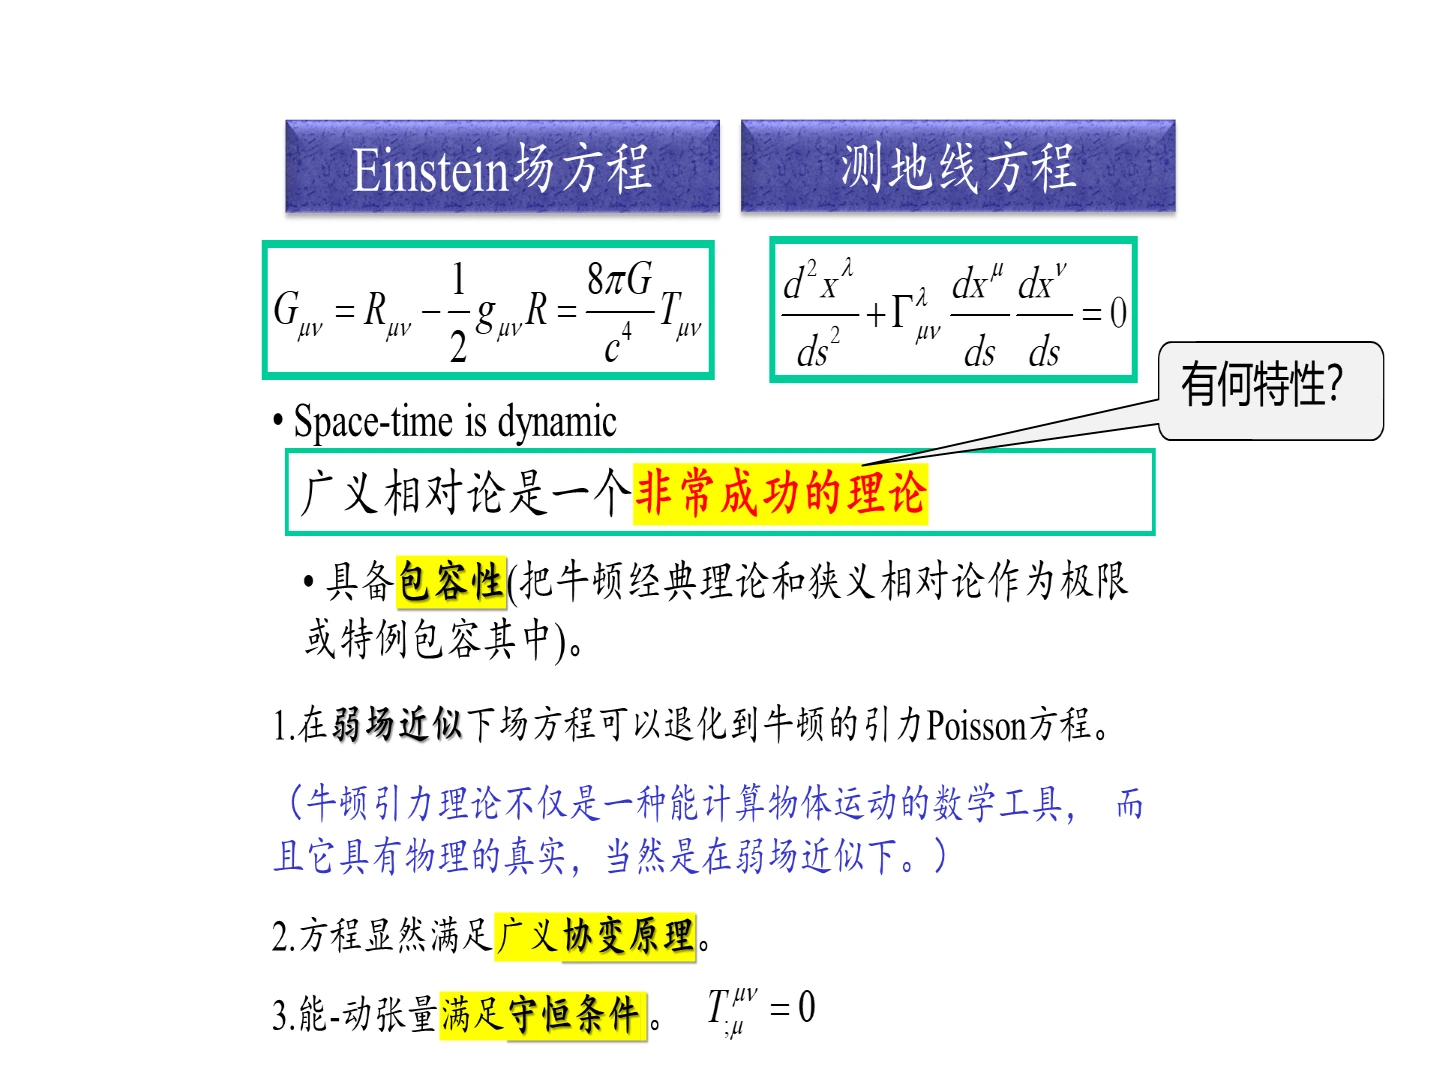 Einstein场方程
测地线方程
G_{μν} = R_{μν} − \frac{1}{2} g_{μν} R = \frac{8πG}{c^4} T_{μν}
\frac{d^2 x^λ}{ds^2} + Γ^λ_{μν} \frac{dx^μ}{ds} \frac{dx^ν}{ds} = 0
有何特性?
• Space-time is dynamic
广义相对论是一个非常成功的理论
• 具备包容性(把牛顿经典理论和狭义相对论作为极限
或特例包容其中)。
1.在弱场近似下场方程可以退化到牛顿的引力Poisson方程。
（牛顿引力理论不仅是一种能计算物体运动的数学工具， 而
且它具有物理的真实，当然是在弱场近似下。）
2.方程显然满足广义协变原理。
3.能-动张量满足守恒条件。 T^{μν}_{;μ} = 0